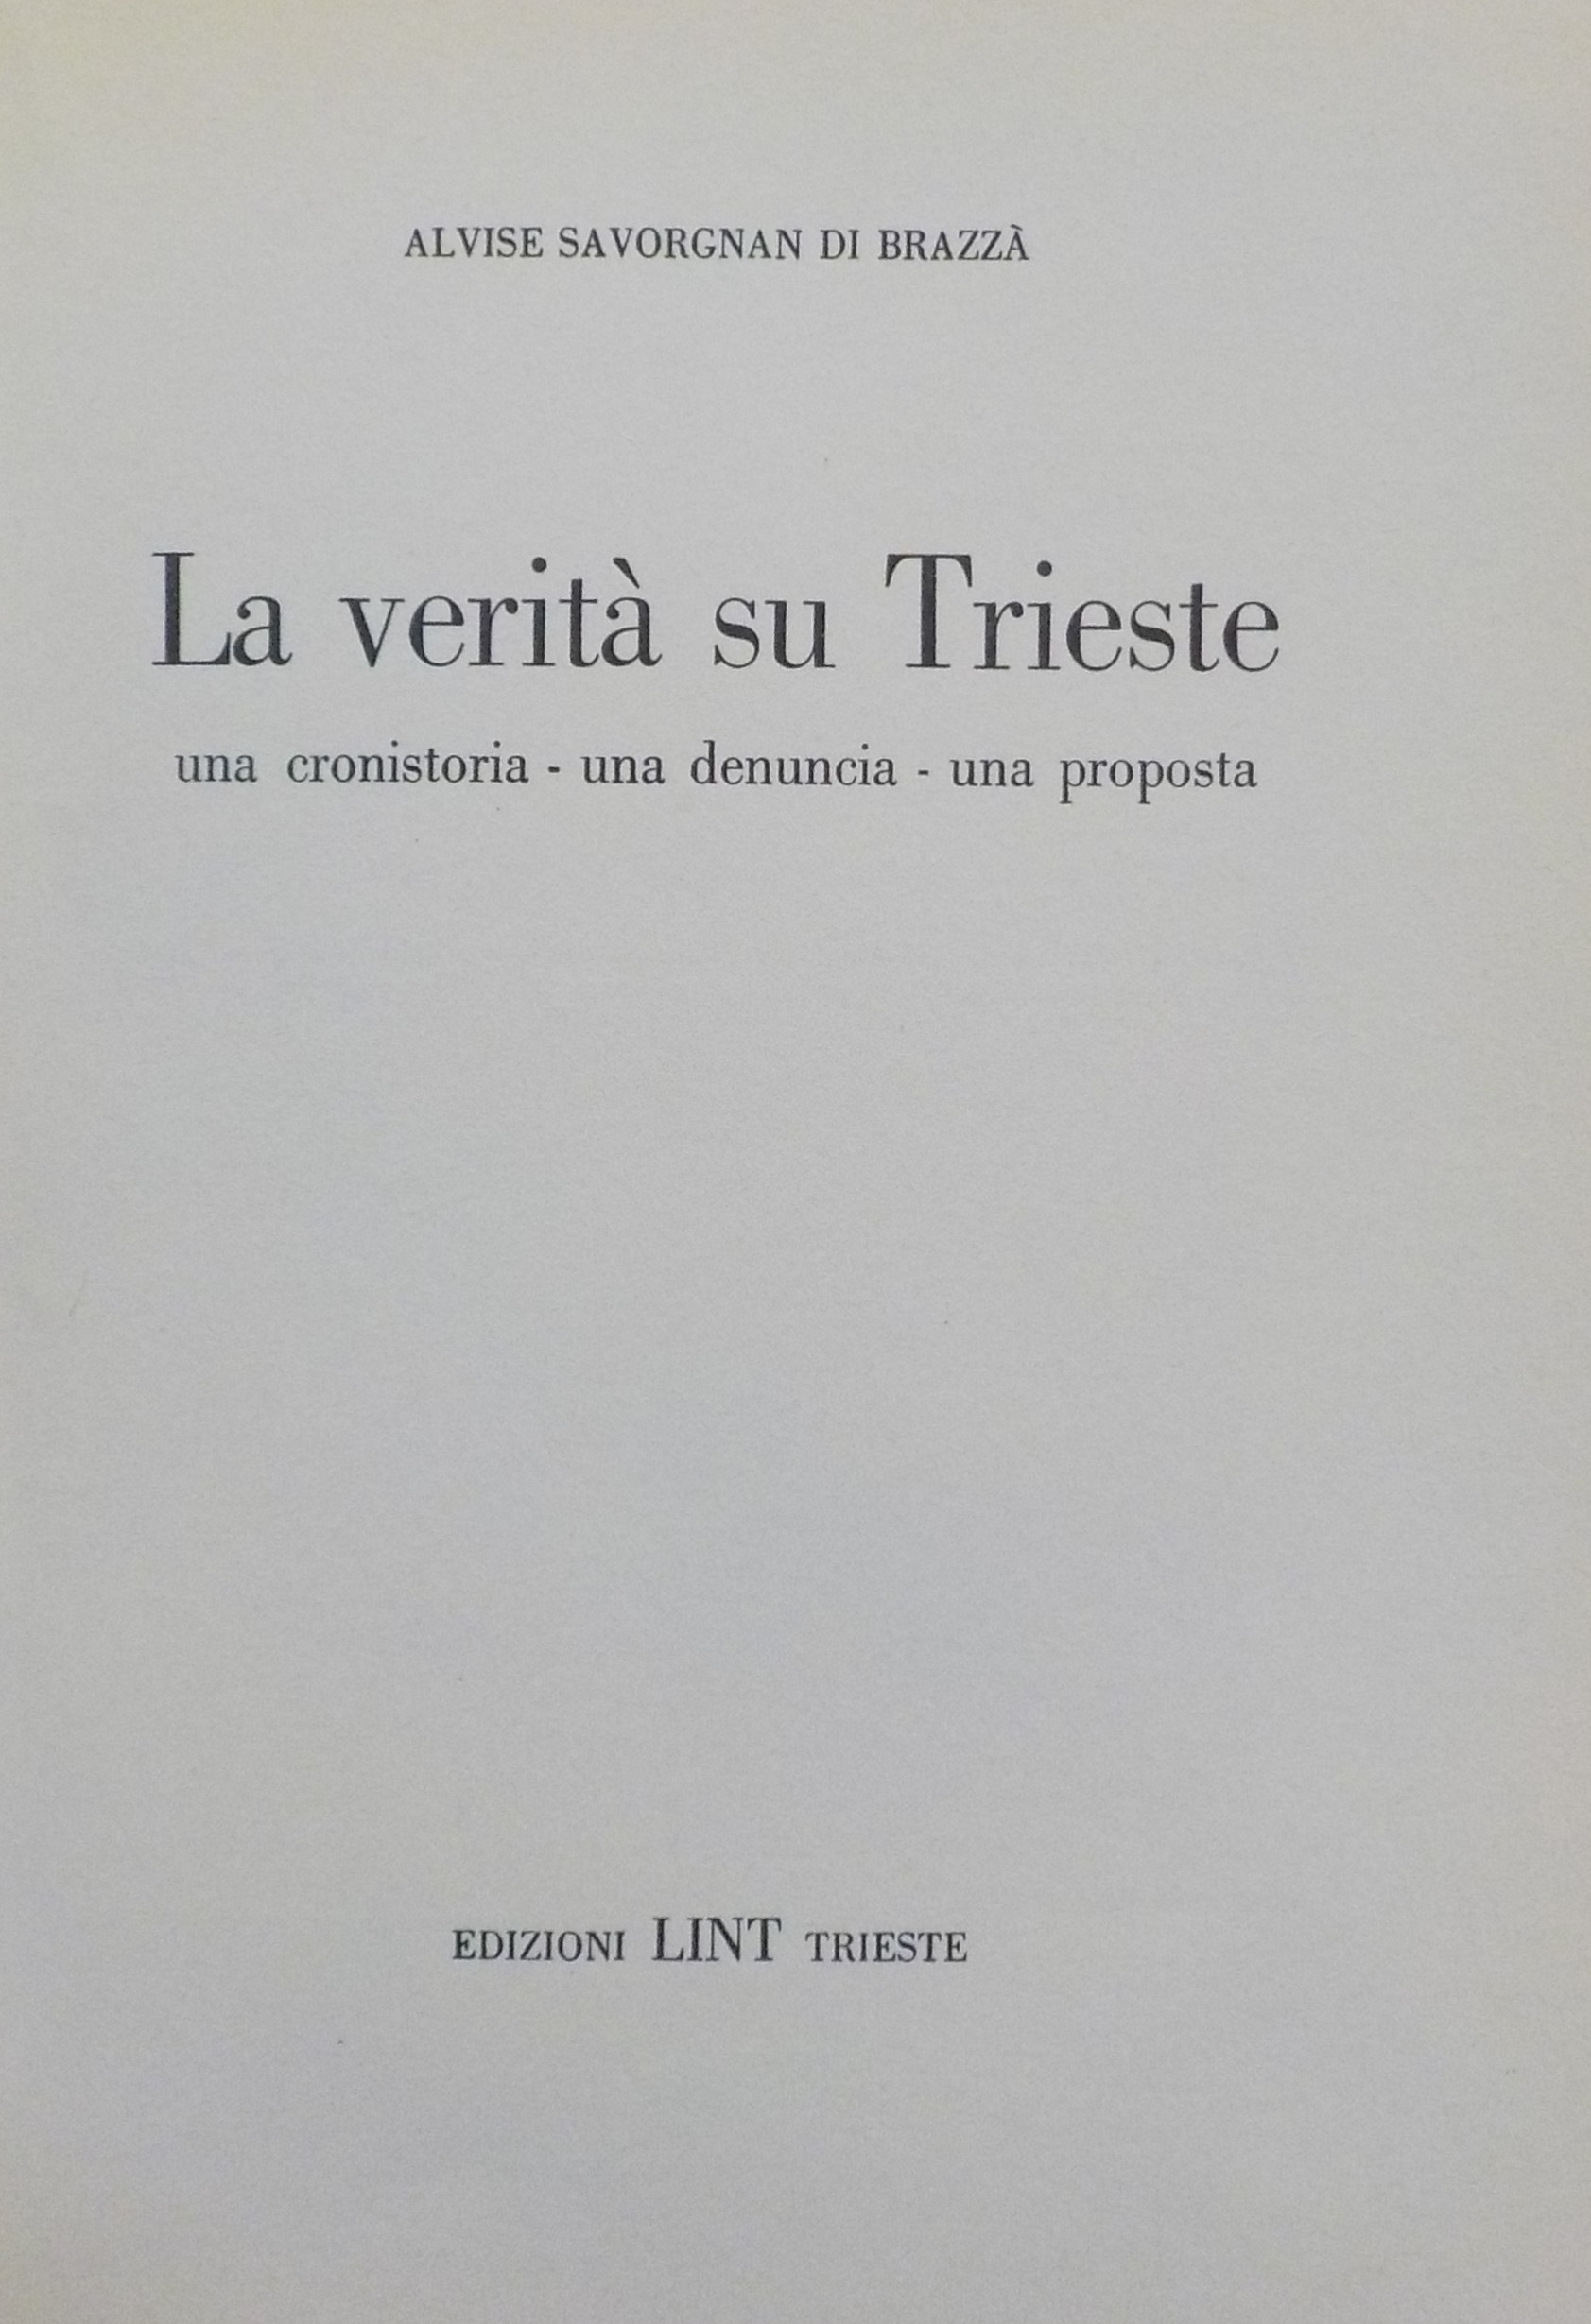 ALVISE SAVORGNAN DI BRAZZÀ
La verità su Trieste
una cronistoria - una denuncia - una proposta
EDIZIONI LINT TRIESTE